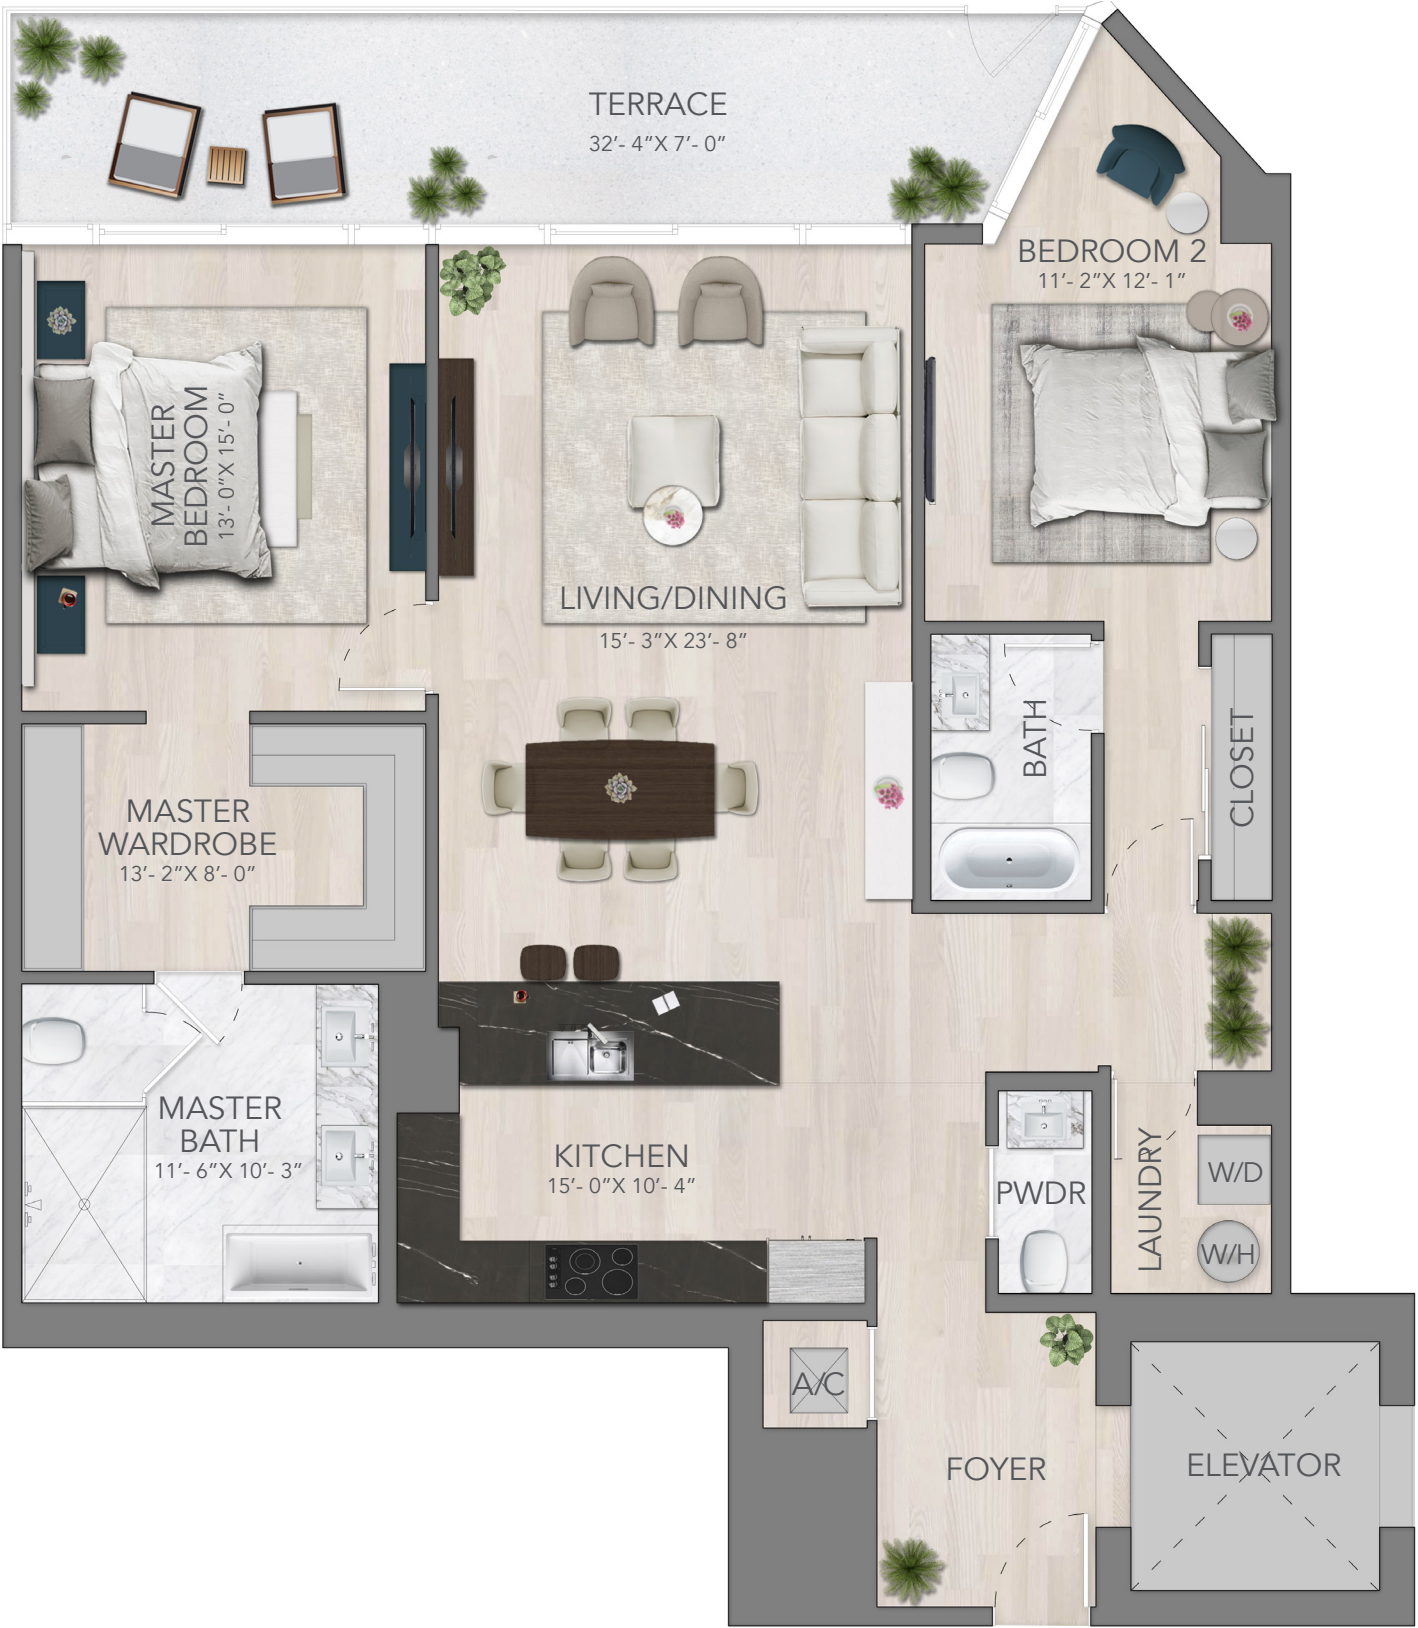 TERRACE
32'- 4"X 7'- 0"
BEDROOM 2
11'- 2"X 12'- 1"
MASTER
BEDROOM
13'- 0"X 15'- 0"
LIVING/DINING
15'- 3"X 23'- 8"
BATH
CLOSET
MASTER
WARDROBE
13'- 2"X 8'- 0"
MASTER
BATH
11'- 6"X 10'- 3"
KITCHEN
15'- 0"X 10'- 4"
PWDR
LAUNDRY
W/D
W/H
A/C
FOYER
ELEVATOR